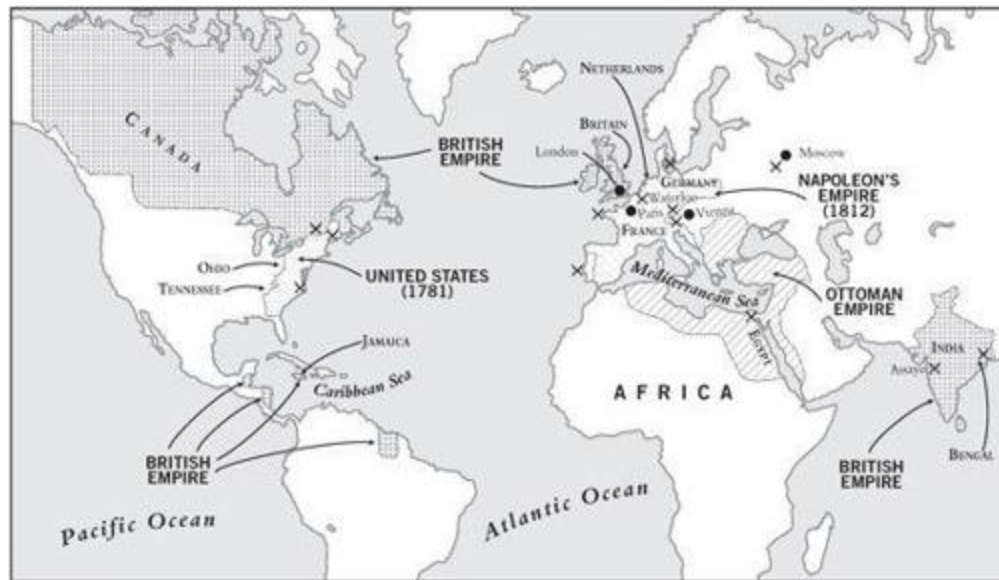 NETHERLANDS
CANADA
BRITISH
EMPIRE
BRITAIN
London
Moscow
GERMANY
NAPOLEON'S
EMPIRE
(1812)
Waterloo
Paris
Vienna
FRANCE
OHIO
TENNESSEE
UNITED STATES
(1781)
Mediterranean Sea
OTTOMAN
EMPIRE
EGYPT
JAMAICA
Caribbean Sea
INDIA
Assaye
AFRICA
BRITISH
EMPIRE
BRITISH
EMPIRE
BENGAL
Pacific Ocean
Atlantic Ocean